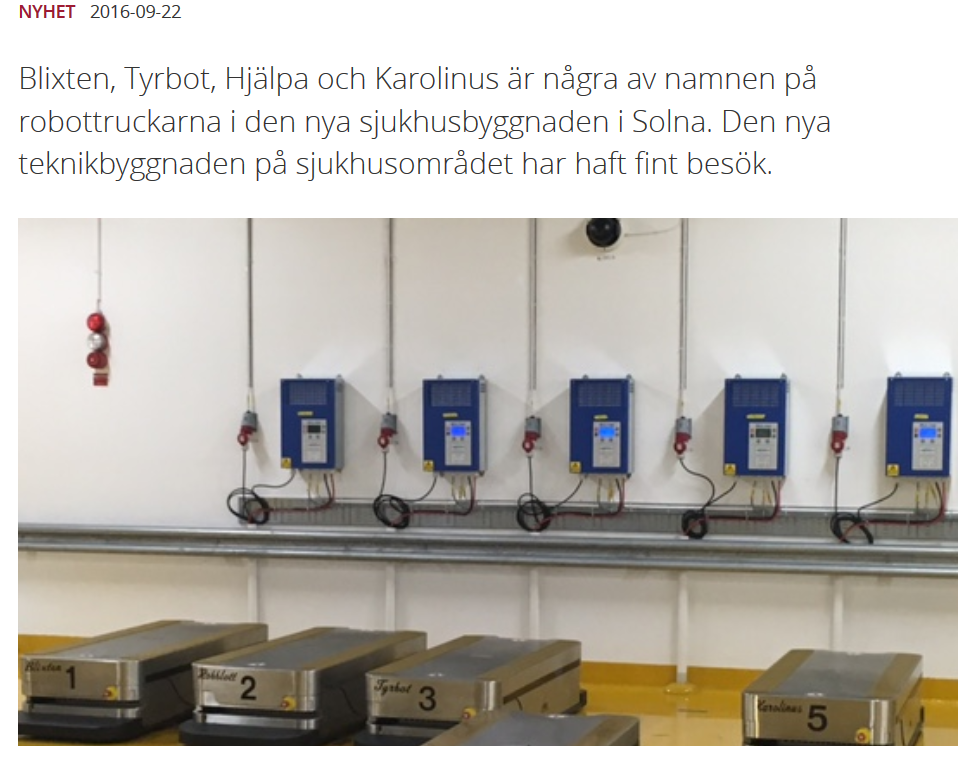 NYHET 2016-09-22
Blixten, Tyrbot, Hjälpa och Karolinus är några av namnen på
robottruckarna i den nya sjukhusbyggnaden i Solna. Den nya
teknikbyggnaden på sjukhusområdet har haft fint besök.
Blixten 1
2
Tyrbot 3
Karolinus 5